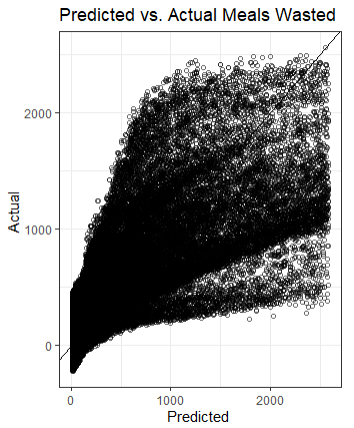 Predicted vs. Actual Meals Wasted
2000
1000
0
Actual
0 1000 2000
Predicted